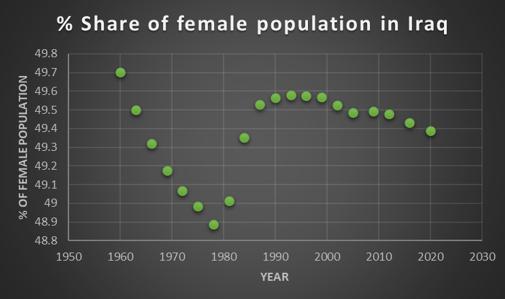 % Share of female population in Iraq
% OF FEMALE POPULATION
49.8
49.7
49.6
49.5
49.4
49.3
49.2
49.1
49
48.9
48.8
1950 1960 1970 1980 1990 2000 2010 2020 2030
YEAR